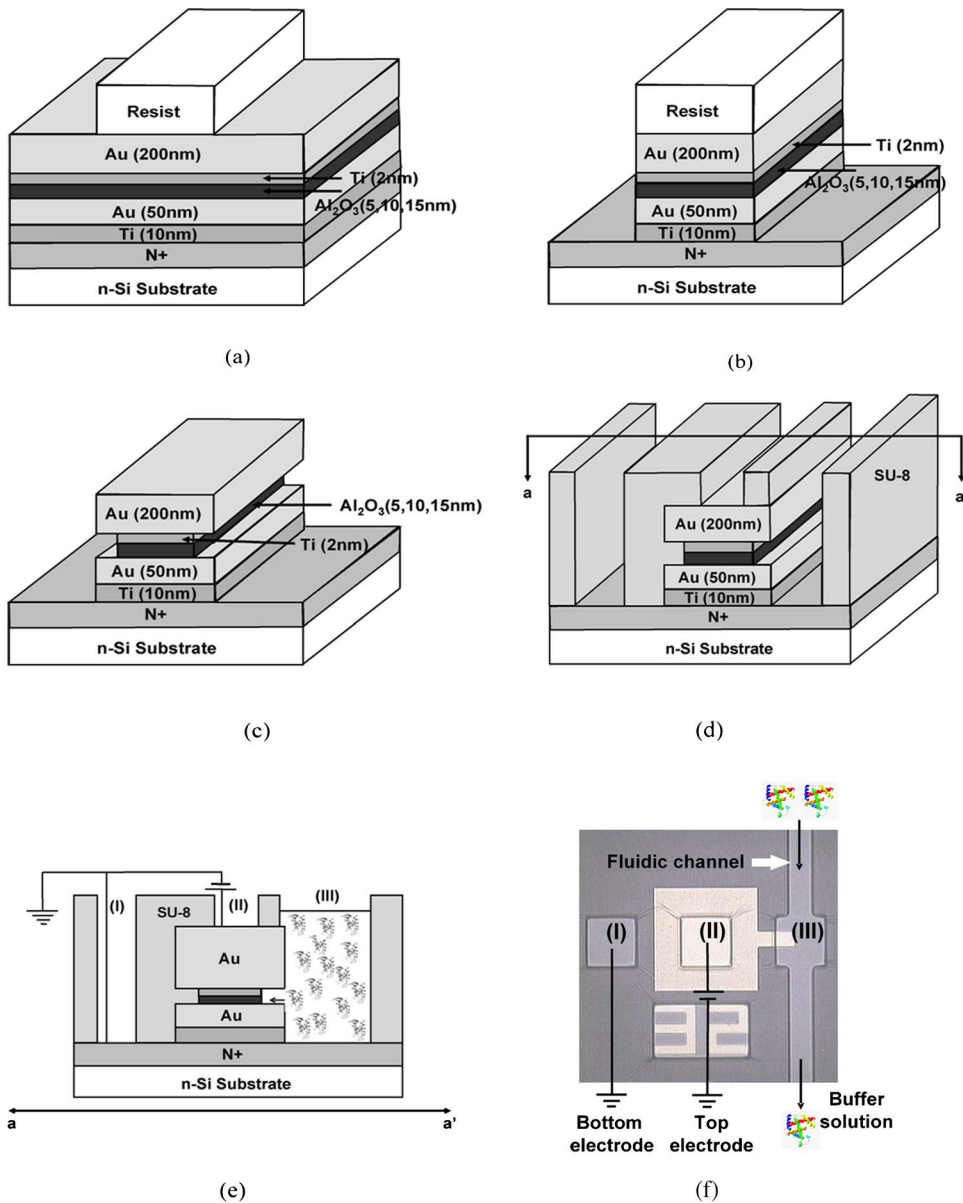 Resist
Au (200nm)
Ti (2nm)
Al₂O₃(5,10,15nm)
Au (50nm)
Ti (10nm)
N+
n-Si Substrate
(a)
Resist
Au (200nm)
Ti (2nm)
Al₂O₃(5,10,15nm)
Au (50nm)
Ti (10nm)
N+
n-Si Substrate
(b)
Au (200nm)
Al₂O₃(5,10,15nm)
Ti (2nm)
Au (50nm)
Ti (10nm)
N+
n-Si Substrate
(c)
a
a
SU-8
Au (200nm)
Au (50nm)
Ti (10nm)
N+
n-Si Substrate
(d)
(I)
SU-8
(II)
(III)
Au
Au
N+
n-Si Substrate
a
a'
(e)
Fluidic channel
(I)
(II)
(III)
32
Bottom electrode
Top electrode
Buffer solution
(f)